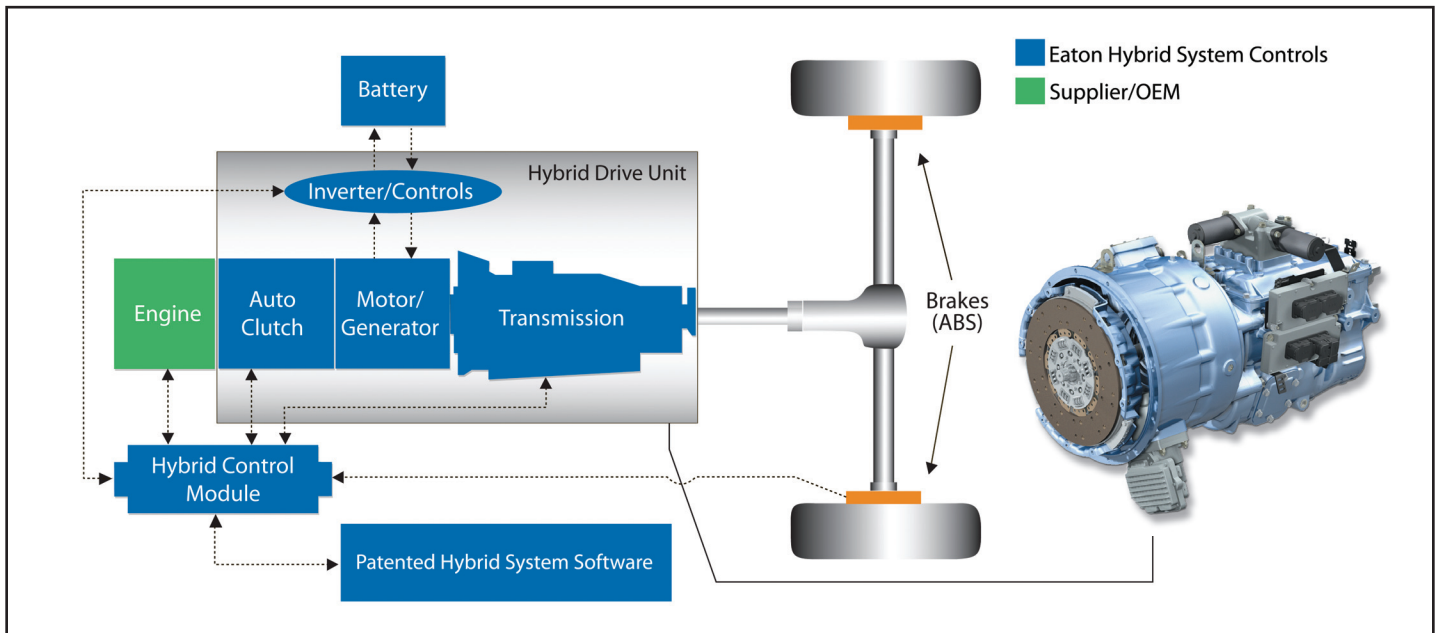 Eaton Hybrid System Controls
Supplier/OEM
Battery
Hybrid Drive Unit
Inverter/Controls
Engine
Auto
Clutch
Motor/
Generator
Transmission
Brakes
(ABS)
Hybrid Control
Module
Patented Hybrid System Software